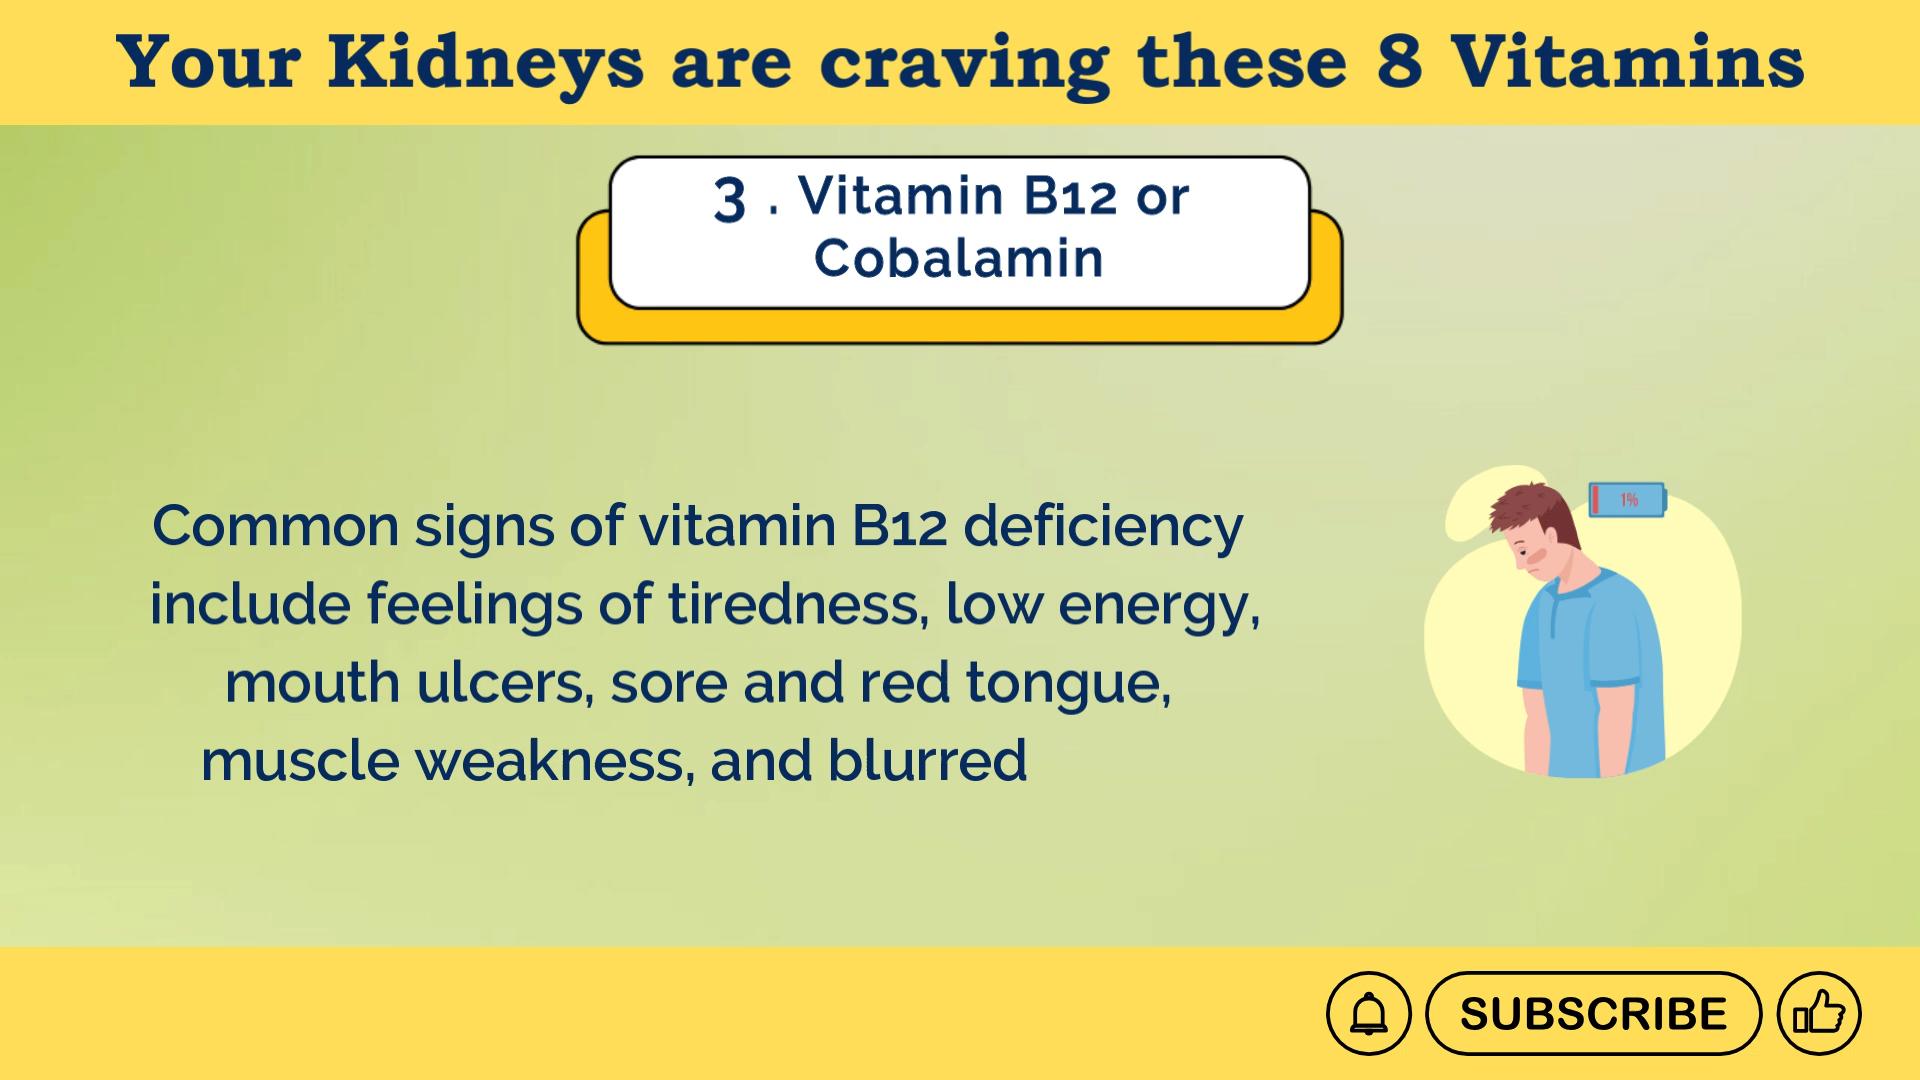 Your Kidneys are craving these 8 Vitamins
3 . Vitamin B12 or
Cobalamin
Common signs of vitamin B12 deficiency
include feelings of tiredness, low energy,
mouth ulcers, sore and red tongue,
muscle weakness, and blurred
1%
SUBSCRIBE